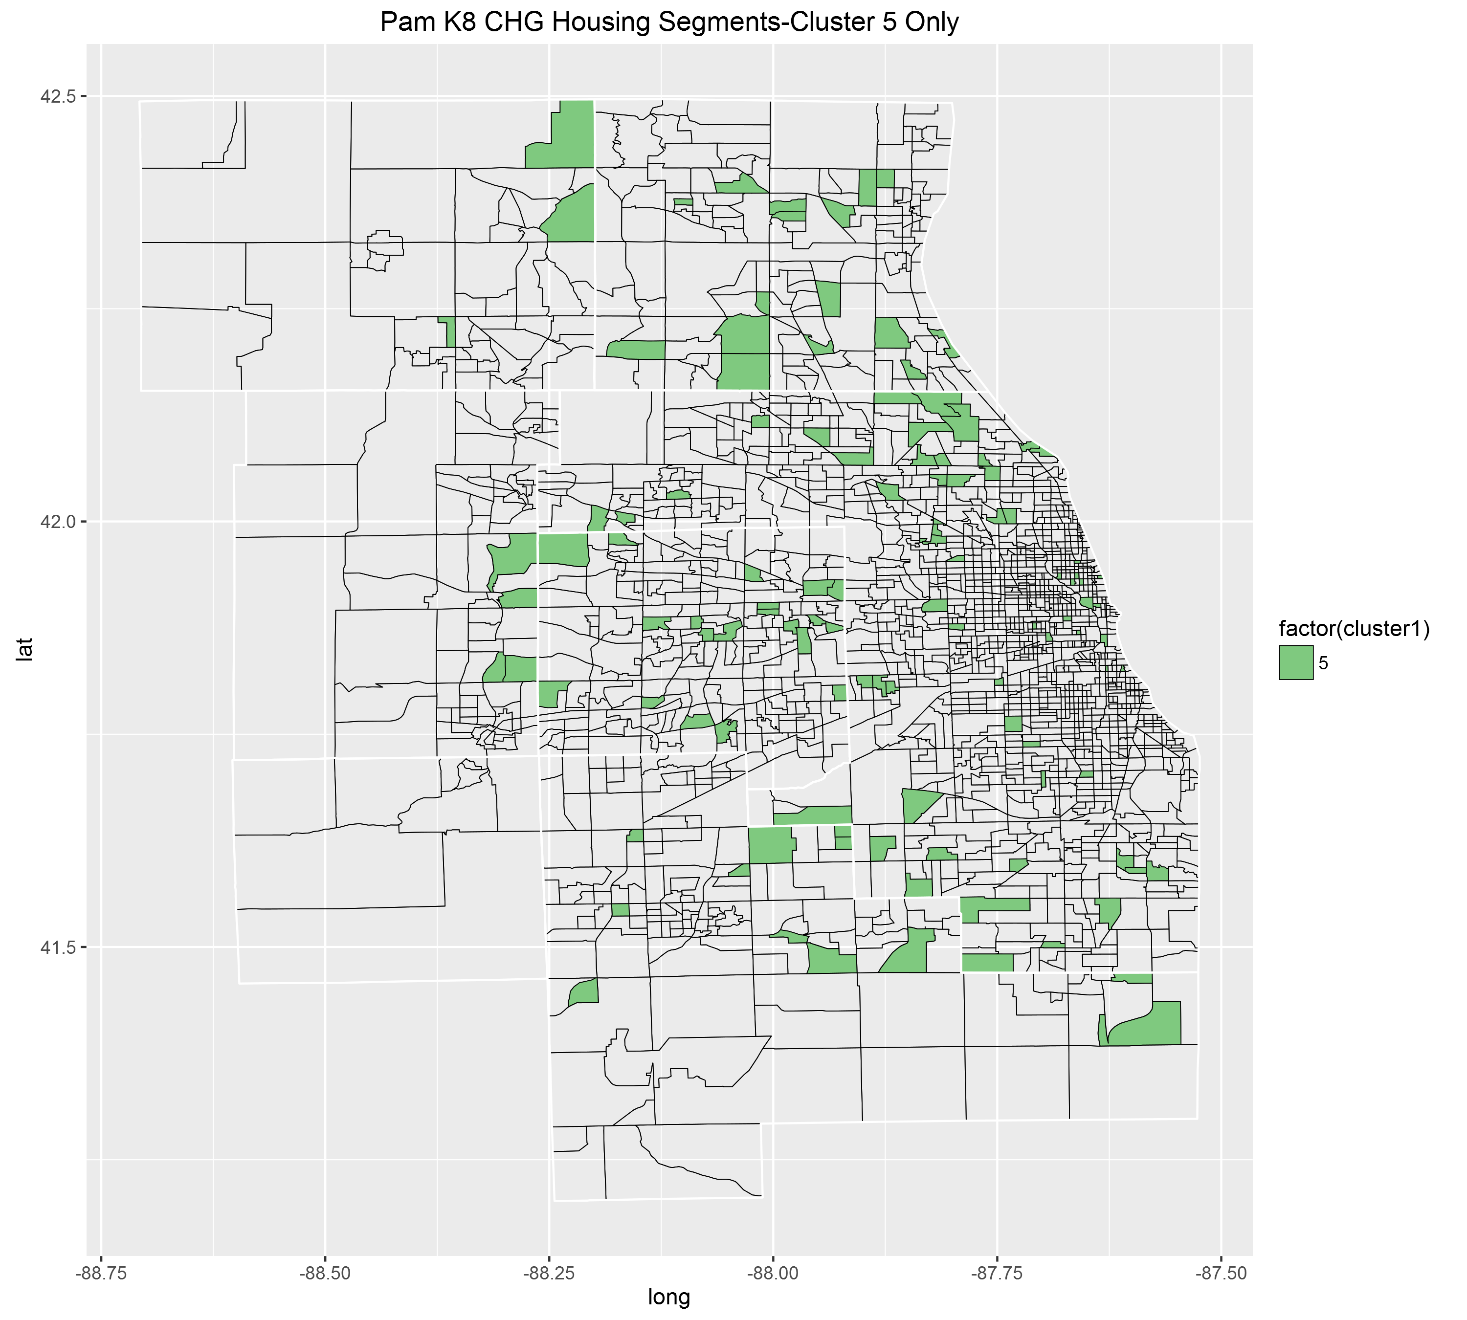 Pam K8 CHG Housing Segments-Cluster 5 Only
42.5
42.0
41.5
lat
-88.75
-88.50
-88.25
-88.00
-87.75
-87.50
long
factor(cluster1)
5